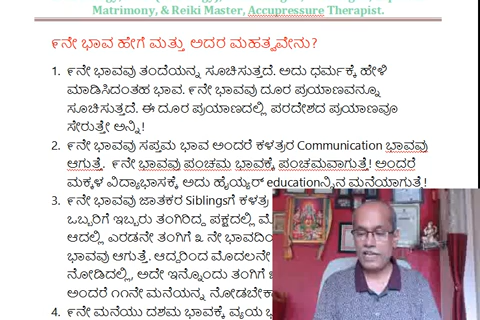 Matrimony, & Reiki Master, Accupressure Therapist.
೯ನೇ ಭಾವ ಹೇಗೆ ಮತ್ತು ಅದರ ಮಹತ್ವವೇನು?
1. ೯ನೇ ಭಾವವು ತಂದೆಯನ್ನ ಸೂಚಿಸುತ್ತದೆ. ಅದು ಧರ್ಮಕ್ಕೆ ಹೇಳಿ
ಮಾಡಿಸಿದಂತಹ ಭಾವ. ೯ನೇ ಭಾವವು ದೂರ ಪ್ರಯಾಣವನ್ನೂ
ಸೂಚಿಸುತ್ತದೆ. ಈ ದೂರ ಪ್ರಯಾಣದಲ್ಲಿ ಪರದೇಶದ ಪ್ರಯಾಣವೂ
ಸೇರುತ್ತೇ ಅನ್ನಿ!
2. ೯ನೇ ಭಾವವು ಸಪ್ತಮ ಭಾವ ಅಂದರೆ ಕಳತ್ರರ Communication ಭಾವವು
ಆಗುತ್ತೆ. ೯ನೇ ಭಾವವು ಪಂಚಮ ಭಾವಕ್ಕೆ ಪಂಚಮವಾಗುತ್ತೆ! ಅಂದರೆ
ಮಕ್ಕಳ ವಿದ್ಯಾಭಾಸಕ್ಕೆ ಅದು ಹೈಯ್ಯರ್ educationನ್ನಿನ ಮನೆಯಾಗುತ್ತೆ!
3. ೯ನೇ ಭಾವವು ಜಾತಕರ Siblingsಗೆ ಕಳತ್ರ
ಒಬ್ಬರಿಗೆ ಇಬ್ಬರು ತಂಗಿರಿದ್ದ ಪಕ್ಷದಲ್ಲಿ
ಆದಲ್ಲಿ ಎರಡನೇ ತಂಗಿಗೆ ೩ ನೇ
ಭಾವವು ಆಗುತ್ತೆ. ಆದ್ದರಿಂದ ಮೊದಲನೇ
ನೋಡಿದಲ್ಲಿ, ಅದೇ ಇನ್ನೊಂದು ತಂಗಿಗೆ
ಅಂದರೆ ೧೧ನೇ ಮನೆಯನ್ನು
4. ೯ನೇ ಮನೆಯು ದಶಮ ಭಾವಕ್ಕೆ ವ್ಯಯ